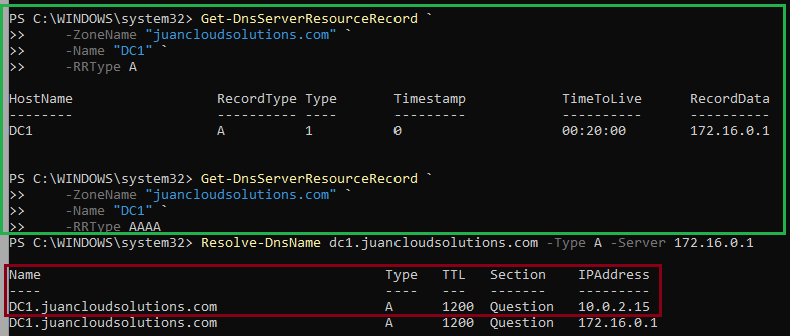 PS C:\WINDOWS\system32> Get-DnsServerResourceRecord `
>>     -ZoneName "juancloudsolutions.com" `
>>     -Name "DC1" `
>>     -RRType A
HostName                  RecordType Type       Timestamp            TimeToLive      RecordData
--------                  ---------- ----       ---------            ----------      ----------
DC1                       A          1          0                    00:20:00        172.16.0.1
PS C:\WINDOWS\system32> Get-DnsServerResourceRecord `
>>     -ZoneName "juancloudsolutions.com" `
>>     -Name "DC1" `
>>     -RRType AAAA
PS C:\WINDOWS\system32> Resolve-DnsName dc1.juancloudsolutions.com -Type A -Server 172.16.0.1
Name                                           Type   TTL   Section    IPAddress
----                                           ----   ---   -------    ---------
DC1.juancloudsolutions.com                     A      1200  Question   10.0.2.15
DC1.juancloudsolutions.com                     A      1200  Question   172.16.0.1